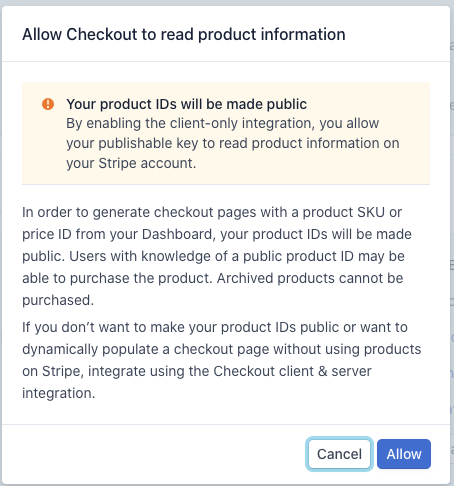 Allow Checkout to read product information
Your product IDs will be made public
By enabling the client-only integration, you allow
your publishable key to read product information on
your Stripe account.
In order to generate checkout pages with a product SKU or
price ID from your Dashboard, your product IDs will be made
public. Users with knowledge of a public product ID may be
able to purchase the product. Archived products cannot be
purchased.
If you don’t want to make your product IDs public or want to
dynamically populate a checkout page without using products
on Stripe, integrate using the Checkout client & server
integration.
Cancel
Allow